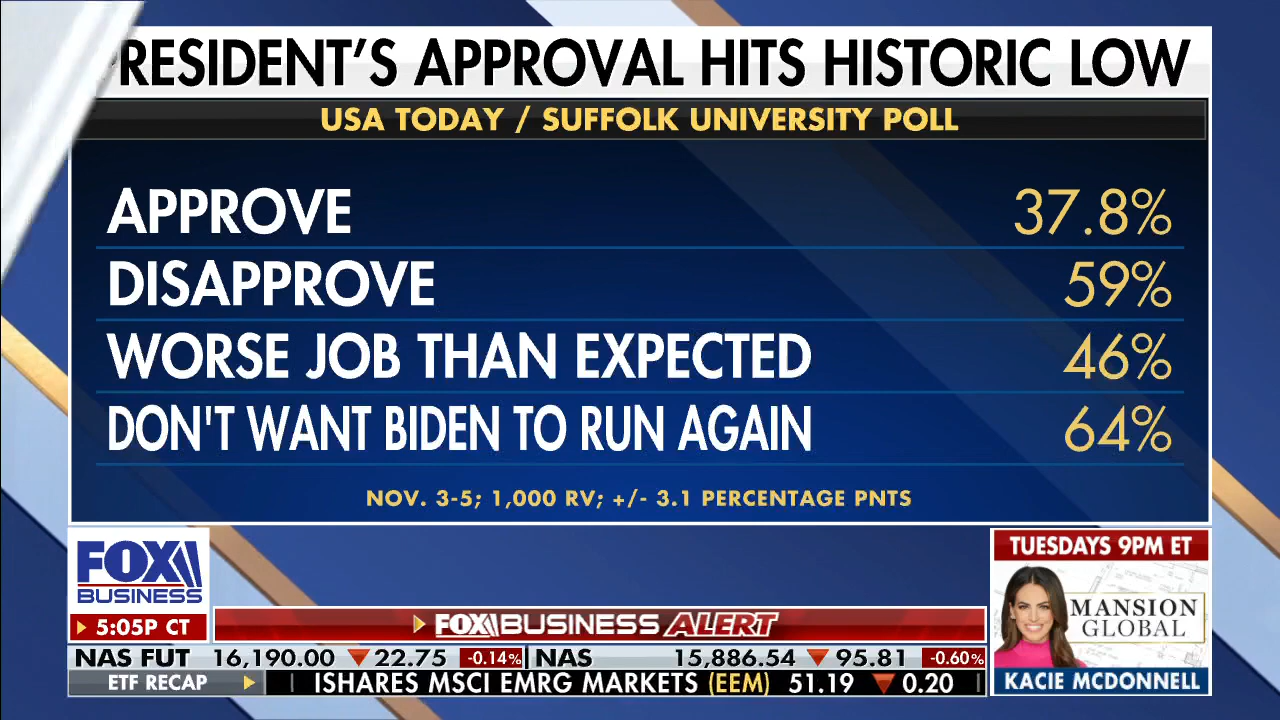 PRESIDENT'S APPROVAL HITS HISTORIC LOW
USA TODAY / SUFFOLK UNIVERSITY POLL
APPROVE 37.8%
DISAPPROVE 59%
WORSE JOB THAN EXPECTED 46%
DON'T WANT BIDEN TO RUN AGAIN 64%
NOV. 3-5; 1,000 RV; +/- 3.1 PERCENTAGE PNTS
FOX BUSINESS
5:05P CT
FOX BUSINESS ALERT
TUESDAYS 9PM ET
MANSION
GLOBAL
KACIE MCDONNELL
NAS FUT 16,190.00 ▼ 22.75 -0.14% NAS 15,886.54 ▼ 95.81 -0.60%
ETF RECAP ISHARES MSCI EMRG MARKETS (EEM) 51.19 ▼ 0.20